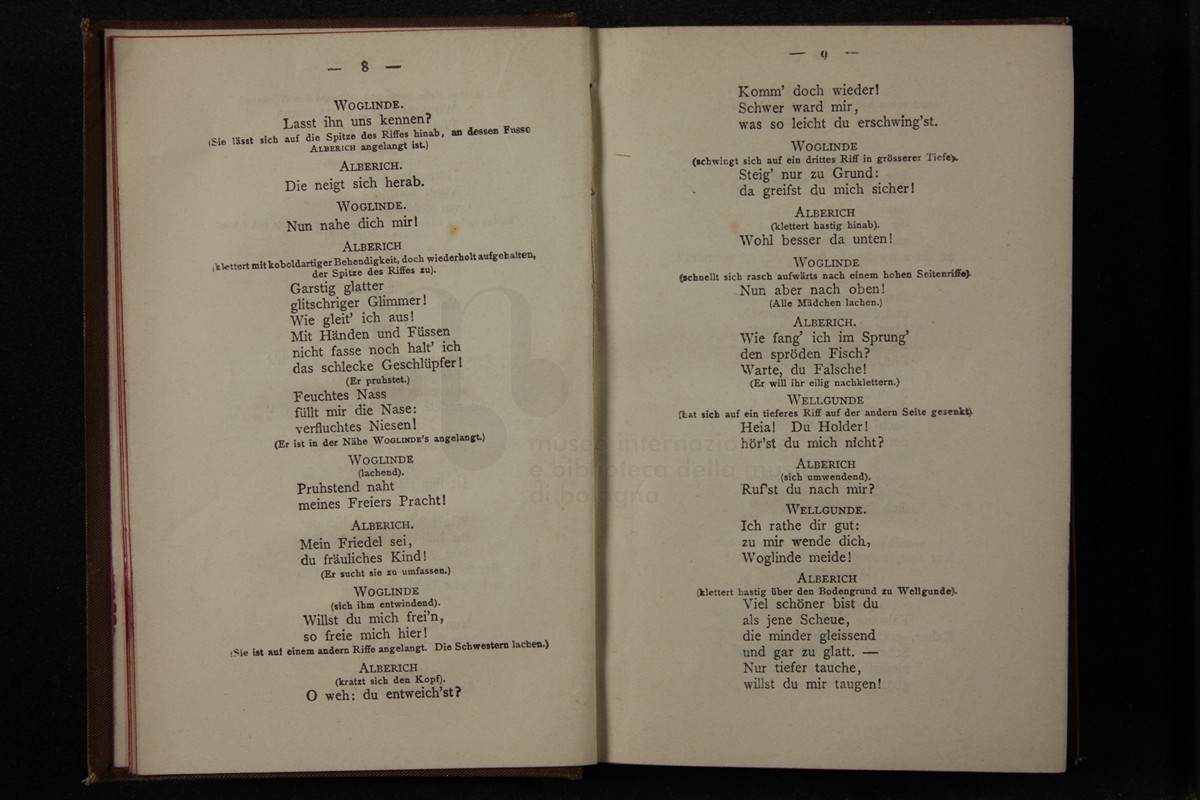 — 8 —
WOGLINDE.
Lasst ihn uns kennen?
(Sie lässt sich auf die Spitze des Riffes hinab, an dessen Fusse
ALBERICH angelangt ist.)
ALBERICH.
Die neigt sich herab.
WOGLINDE.
Nun nahe dich mir!
ALBERICH
(klettert mit koboldartiger Behendigkeit, doch wiederholt aufgehalten,
der Spitze des Riffes zu).
Garstig glatter
glitschriger Glimmer!
Wie gleit' ich aus!
Mit Händen und Füssen
nicht fasse noch halt' ich
das schlecke Geschlüpfer!
(Er pruhstet.)
Feuchtes Nass
füllt mir die Nase:
verfluchtes Niesen!
(Er ist in der Nähe WOGLINDE'S angelangt.)
WOGLINDE
(lachend).
Pruhstend naht
meines Freiers Pracht!
ALBERICH.
Mein Friedel sei,
du fräuliches Kind!
(Er sucht sie zu umfassen.)
WOGLINDE
(sich ihm entwindend).
Willst du mich frei'n,
so freie mich hier!
(Sie ist auf einem andern Riffe angelangt. Die Schwestern lachen.)
ALBERICH
(kratzt sich den Kopf).
O weh: du entweich'st?
— 9 —
Komm' doch wieder!
Schwer ward mir,
was so leicht du erschwing'st.
WOGLINDE
(schwingt sich auf ein drittes Riff in grösserer Tiefe).
Steig' nur zu Grund:
da greifst du mich sicher!
ALBERICH
(klettert hastig hinab).
Wohl besser da unten!
WOGLINDE
(schnellt sich rasch aufwärts nach einem hohen Seitenriffe).
Nun aber nach oben!
(Alle Mädchen lachen.)
ALBERICH.
Wie fang' ich im Sprung'
den spröden Fisch?
Warte, du Falsche!
(Er will ihr eilig nachklettern.)
WELLGUNDE
(hat sich auf ein tieferes Riff auf der andern Seite gesenkt).
Heia! Du Holder!
hör'st du mich nicht?
ALBERICH
(sich umwendend).
Ruf'st du nach mir?
WELLGUNDE.
Ich rathe dir gut:
zu mir wende dich,
Woglinde meide!
ALBERICH
(klettert hastig über den Bodengrund zu Wellgunde).
Viel schöner bist du
als jene Scheue,
die minder gleissend
und gar zu glatt. —
Nur tiefer tauche,
willst du mir taugen!
museo internazio
e biblioteca della mus
di bologna